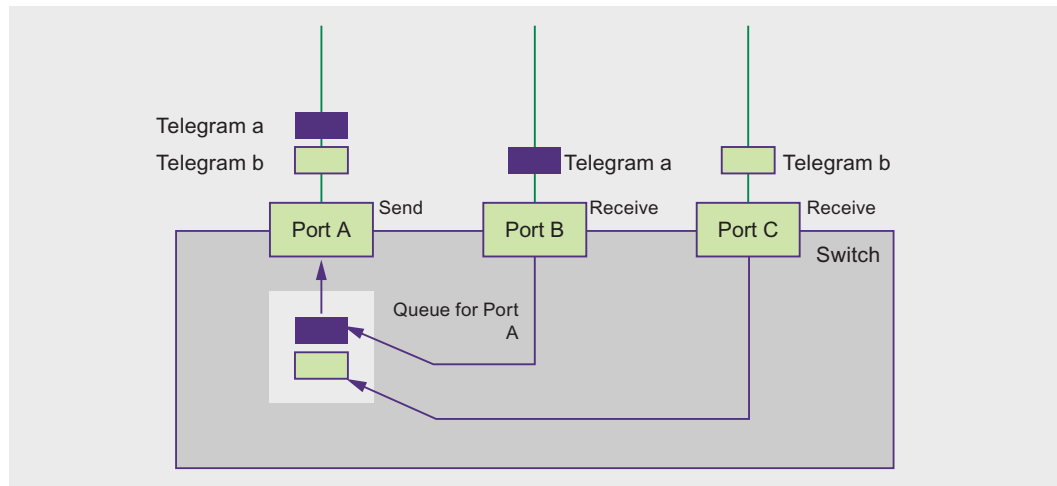 Telegram a
Telegram b
Telegram a
Telegram b
Send
Receive
Receive
Port A
Port B
Port C
Switch
Queue for Port
A